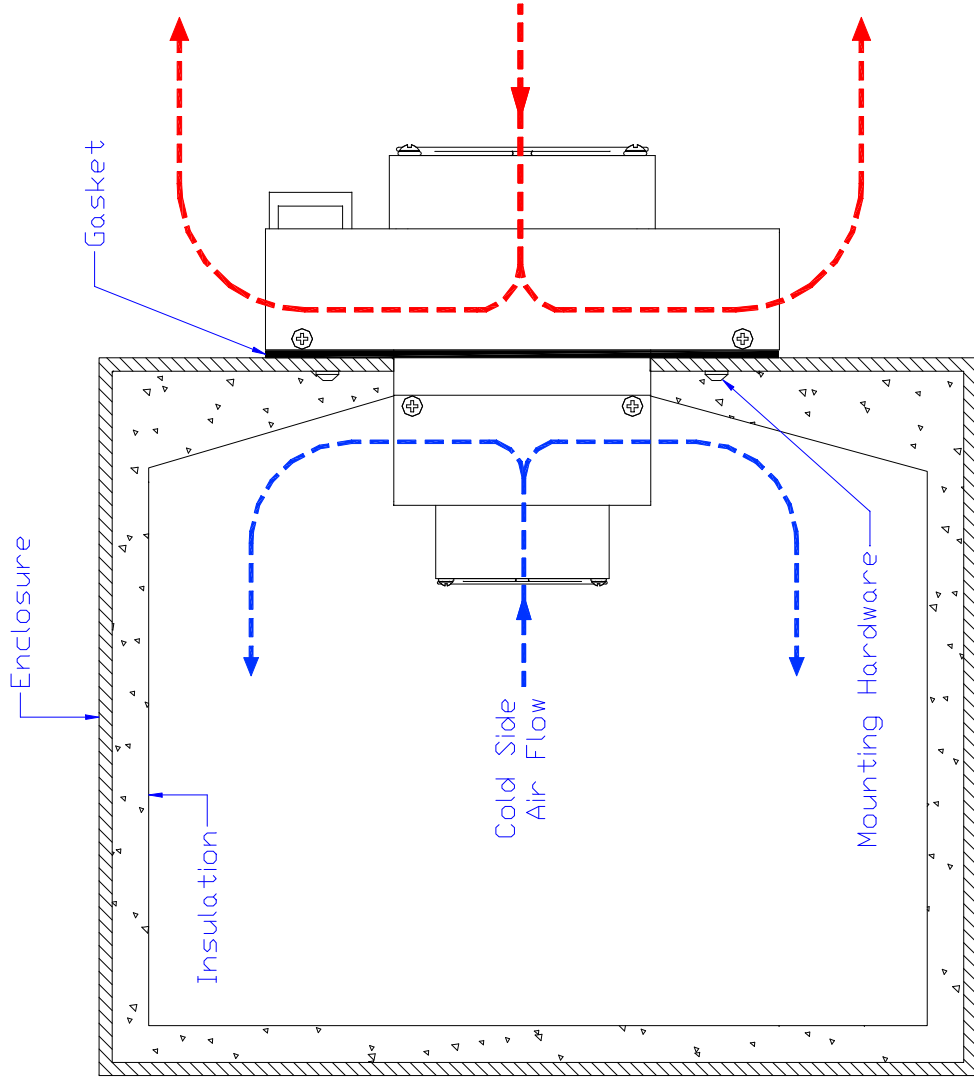 Gasket
Enclosure
Insulation
Cold Side
Air Flow
Mounting Hardware